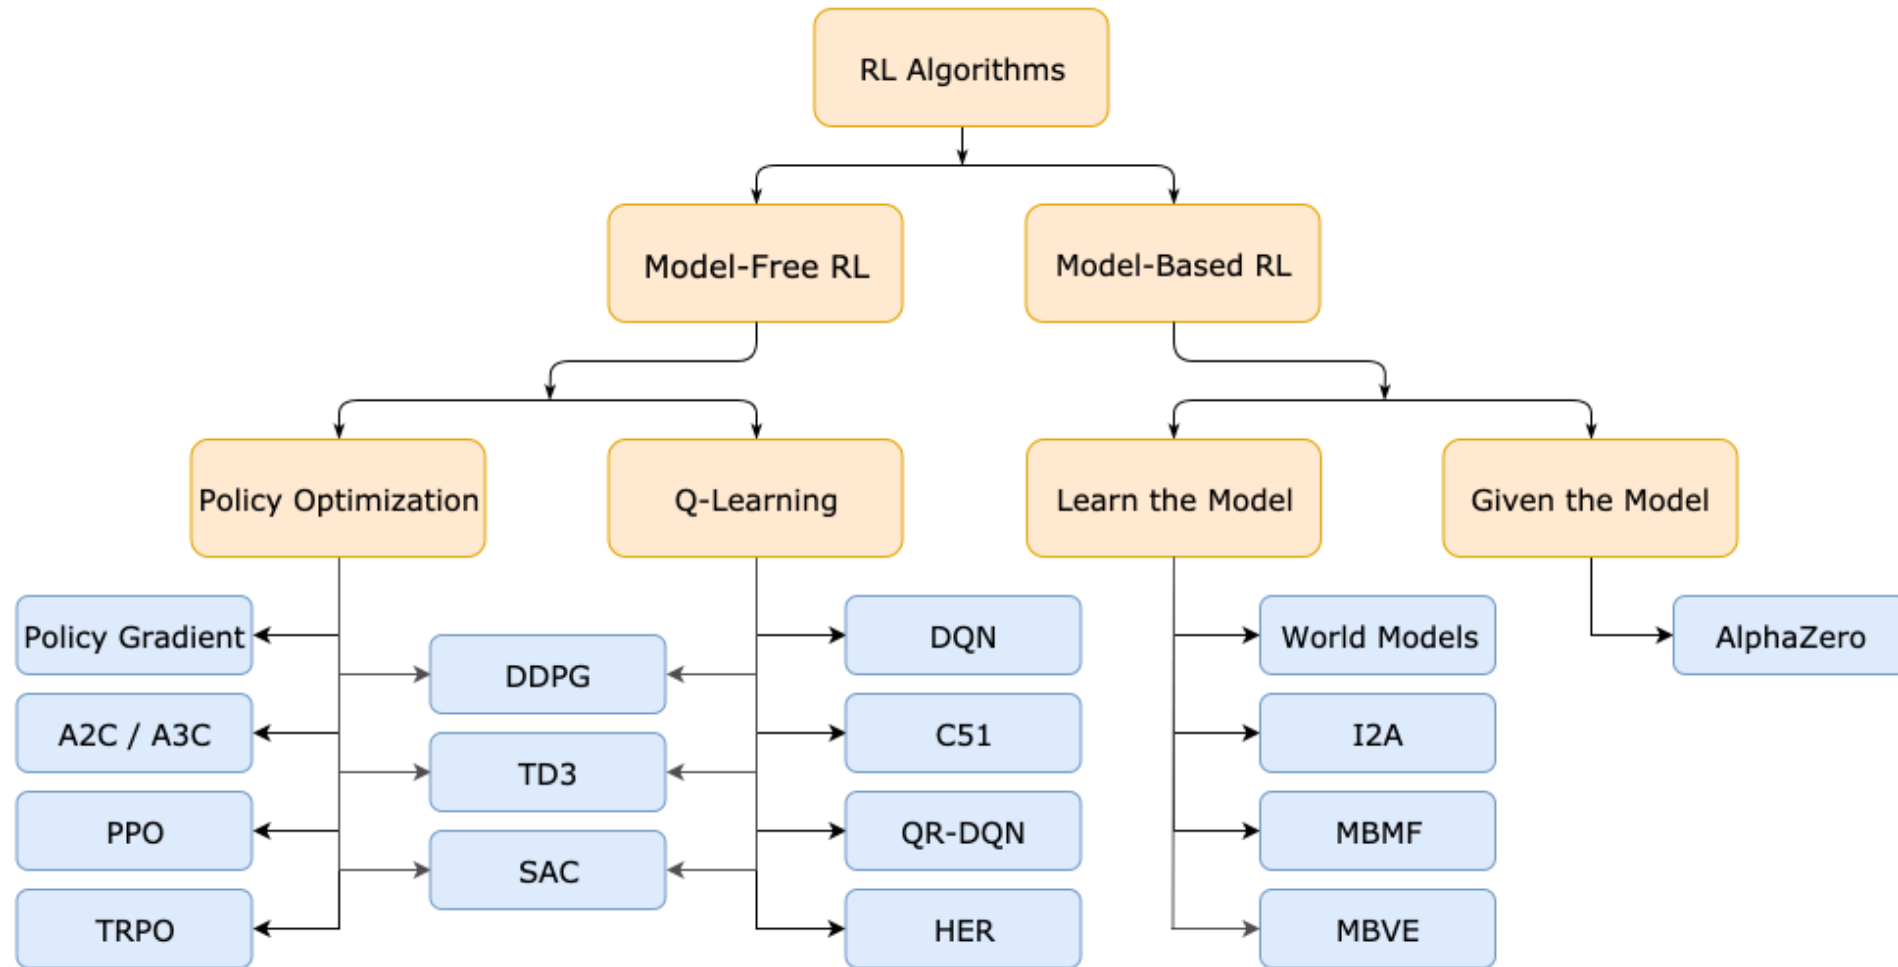 RL Algorithms
Model-Free RL
Model-Based RL
Policy Optimization
Q-Learning
Learn the Model
Given the Model
Policy Gradient
DDPG
DQN
World Models
AlphaZero
A2C / A3C
TD3
C51
I2A
PPO
SAC
QR-DQN
MBMF
TRPO
HER
MBVE